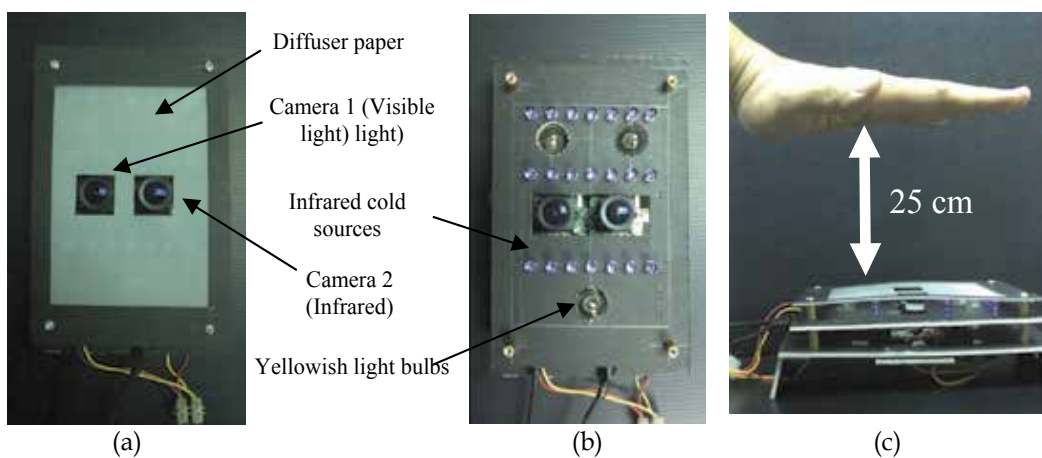 Diffuser paper
Camera 1 (Visible
light) light)
Infrared cold
sources
Camera 2
(Infrared)
Yellowish light bulbs
25 cm
(a)
(b)
(c)